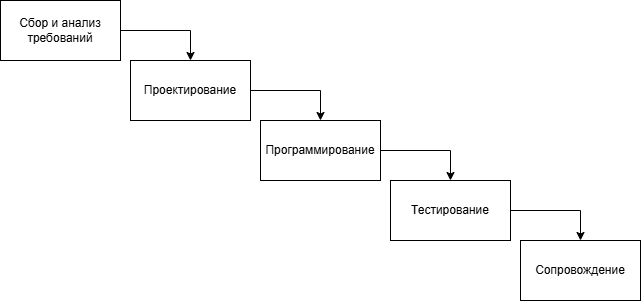 Сбор и анализ
требований
Проектирование
Программирование
Тестирование
Сопровождение